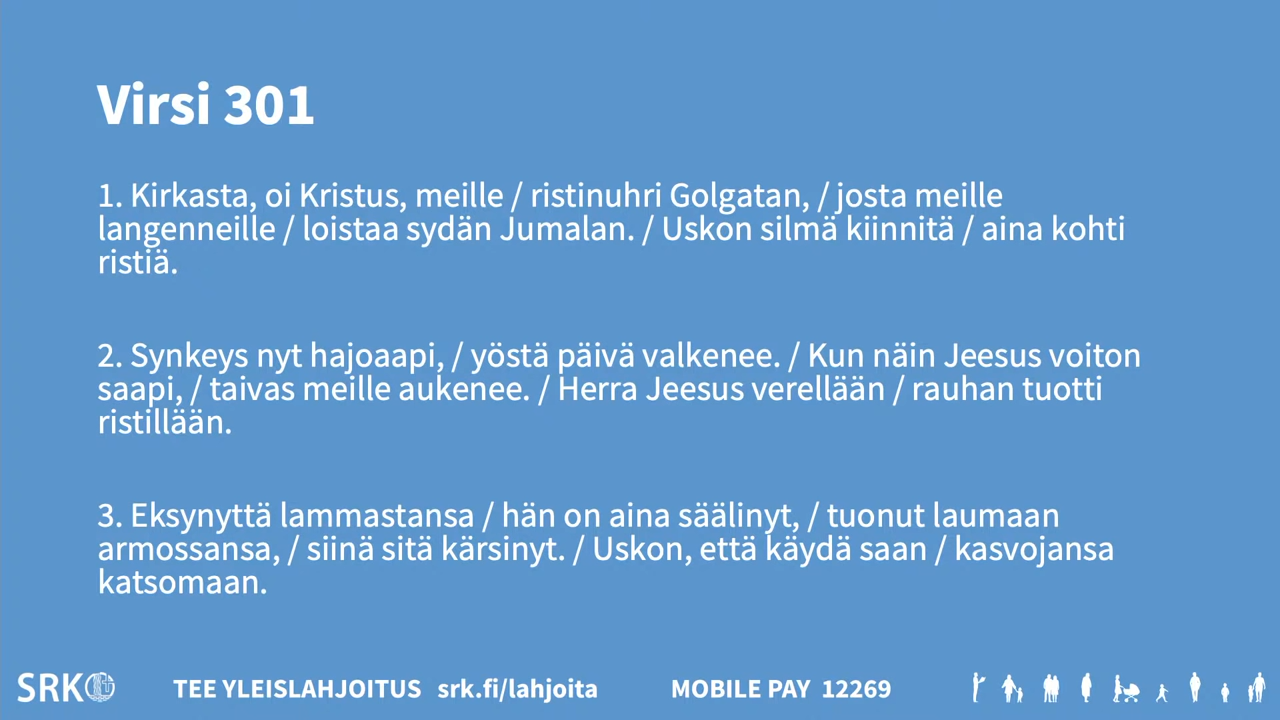 Virsi 301
1. Kirkasta, oi Kristus, meille / ristinuhri Golgatan, / josta meille
langenneille / loistaa sydän Jumalan. / Uskon silmä kiinnitä / aina kohti
ristiä.
2. Synkeys nyt hajoaapi, / yöstä päivä valkenee. / Kun näin Jeesus voiton
saapi, / taivas meille aukenee. / Herra Jeesus verellään / rauhan tuotti
ristillään.
3. Eksynyttä lammastansa / hän on aina säälinyt, / tuonut laumaan
armossansa, / siinä sitä kärsinyt. / Uskon, että käydä saan / kasvojansa
katsomaan.
SRK TEE YLEISLAHJOITUS srk.fi/lahjoita MOBILE PAY 12269